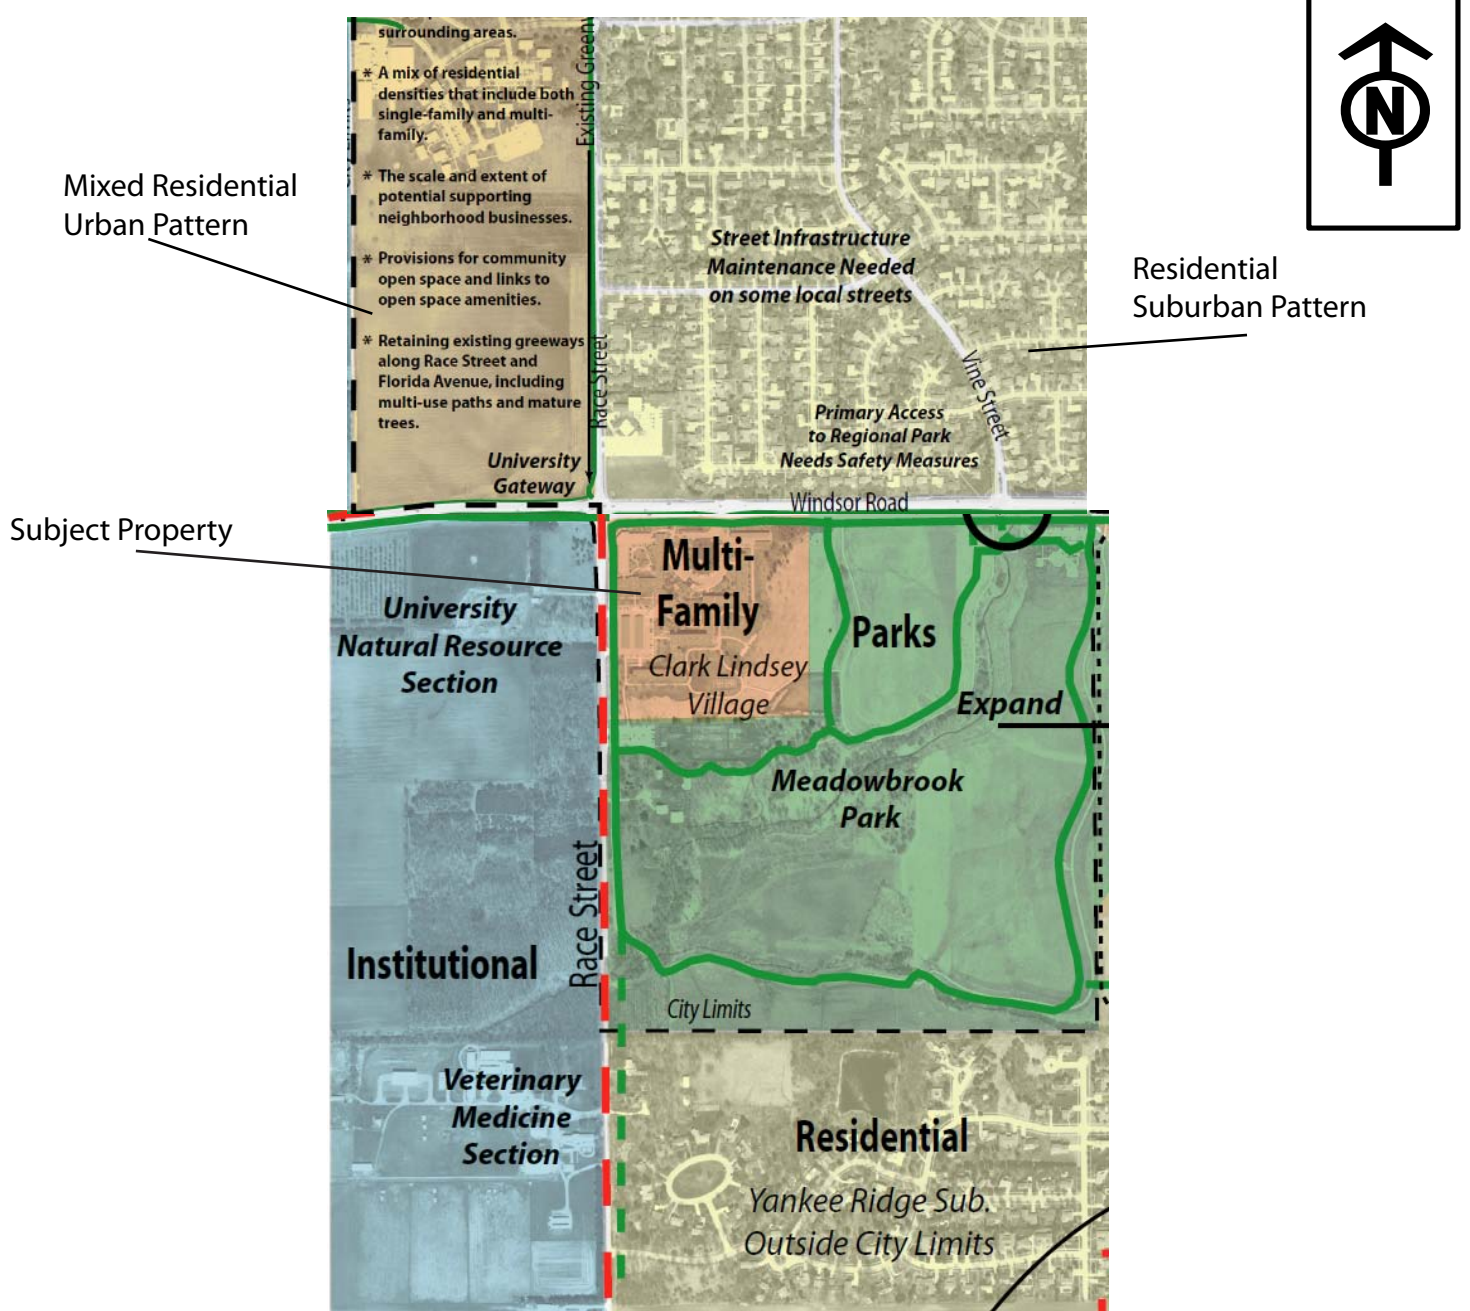 surrounding areas.
* A mix of residential
densities that include both
single-family and multi-
family.
* The scale and extent of
potential supporting
neighborhood businesses.
* Provisions for community
open space and links to
open space amenities.
* Retaining existing greeways
along Race Street and
Florida Avenue, including
multi-use paths and mature
trees.
University
Gateway
Existing
Race Street
Mixed Residential
Urban Pattern
Street Infrastructure
Maintenance Needed
on some local streets
Vine Street
Primary Access
to Regional Park
Needs Safety Measures
Windsor Road
N
Residential
Suburban Pattern
Subject Property
University
Natural Resource
Section
Multi-
Family
Clark Lindsey
Village
Parks
Expand
Meadowbrook
Park
Race Street
Institutional
City Limits
Veterinary
Medicine
Section
Residential
Yankee Ridge Sub.
Outside City Limits